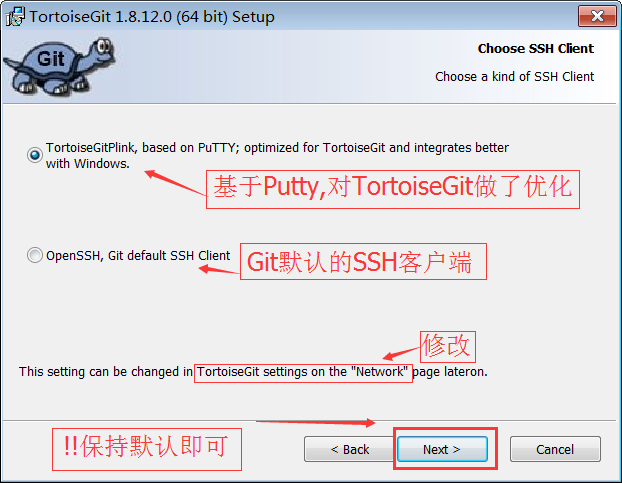 TortoiseGit 1.8.12.0 (64 bit) Setup
Git
Choose SSH Client
Choose a kind of SSH Client
TortoiseGitPlink, based on PuTTY; optimized for TortoiseGit and integrates better
with Windows.
基于Putty,对TortoiseGit做了优化
OpenSSH, Git default SSH Client
Git默认的SSH客户端
修改
This setting can be changed in TortoiseGit settings on the "Network" page lateron.
!!保持默认即可
< Back
Next >
Cancel